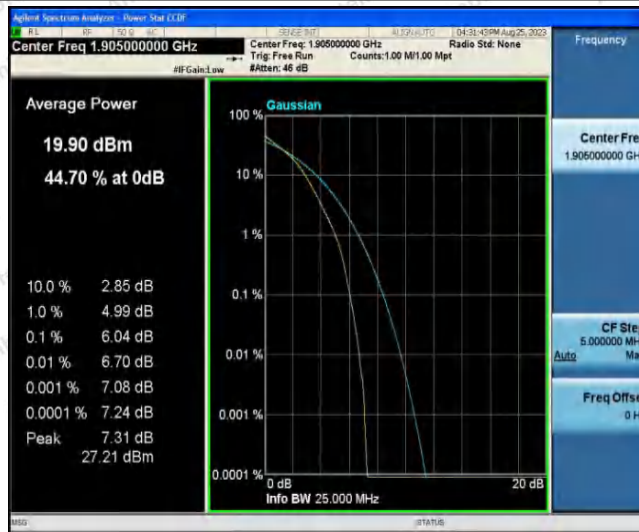 Agilent Spectrum Analyzer - Power Stat CCDF
RL RF 50 Ω AC SENSE:INT ALIGNAUTO 04:31:43PM Aug 25, 2023
Center Freq 1.905000000 GHz
Center Freq: 1.905000000 GHz Radio Std: None
Trig: Free Run Counts:1.00 M/1.00 Mpt
#IFGain:Low #Atten: 46 dB
Frequency
Average Power
19.90 dBm
44.70 % at 0dB
10.0 % 2.85 dB
1.0 % 4.99 dB
0.1 % 6.04 dB
0.01 % 6.70 dB
0.001 % 7.08 dB
0.0001 % 7.24 dB
Peak 7.31 dB
27.21 dBm
Gaussian
100 %
10 %
1 %
0.1 %
0.01 %
0.001 %
0.0001 %
0 dB 20 dB
Info BW 25.000 MHz
Center Fre
1.905000000 GH
CF Ste
5.000000 MH
Auto Ma
Freq Offse
0 H
MSG STATUS